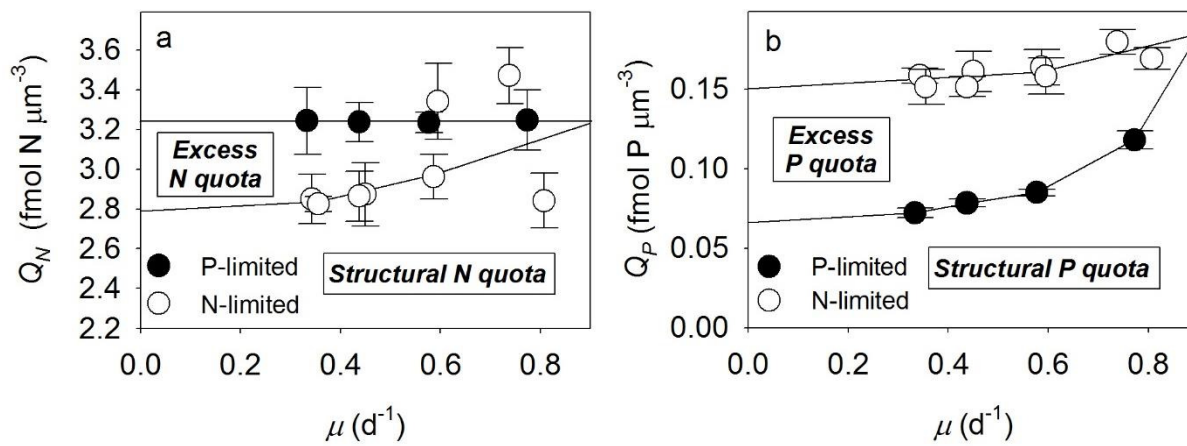 a
Q_N (fmol N μm⁻³)
3.6
3.4
3.2
3.0
2.8
2.6
2.4
2.2
Excess
N quota
P-limited
N-limited
Structural N quota
0.0 0.2 0.4 0.6 0.8
μ (d⁻¹)
b
Q_P (fmol P μm⁻³)
0.15
0.10
0.05
0.00
Excess
P quota
P-limited
N-limited
Structural P quota
0.0 0.2 0.4 0.6 0.8
μ (d⁻¹)